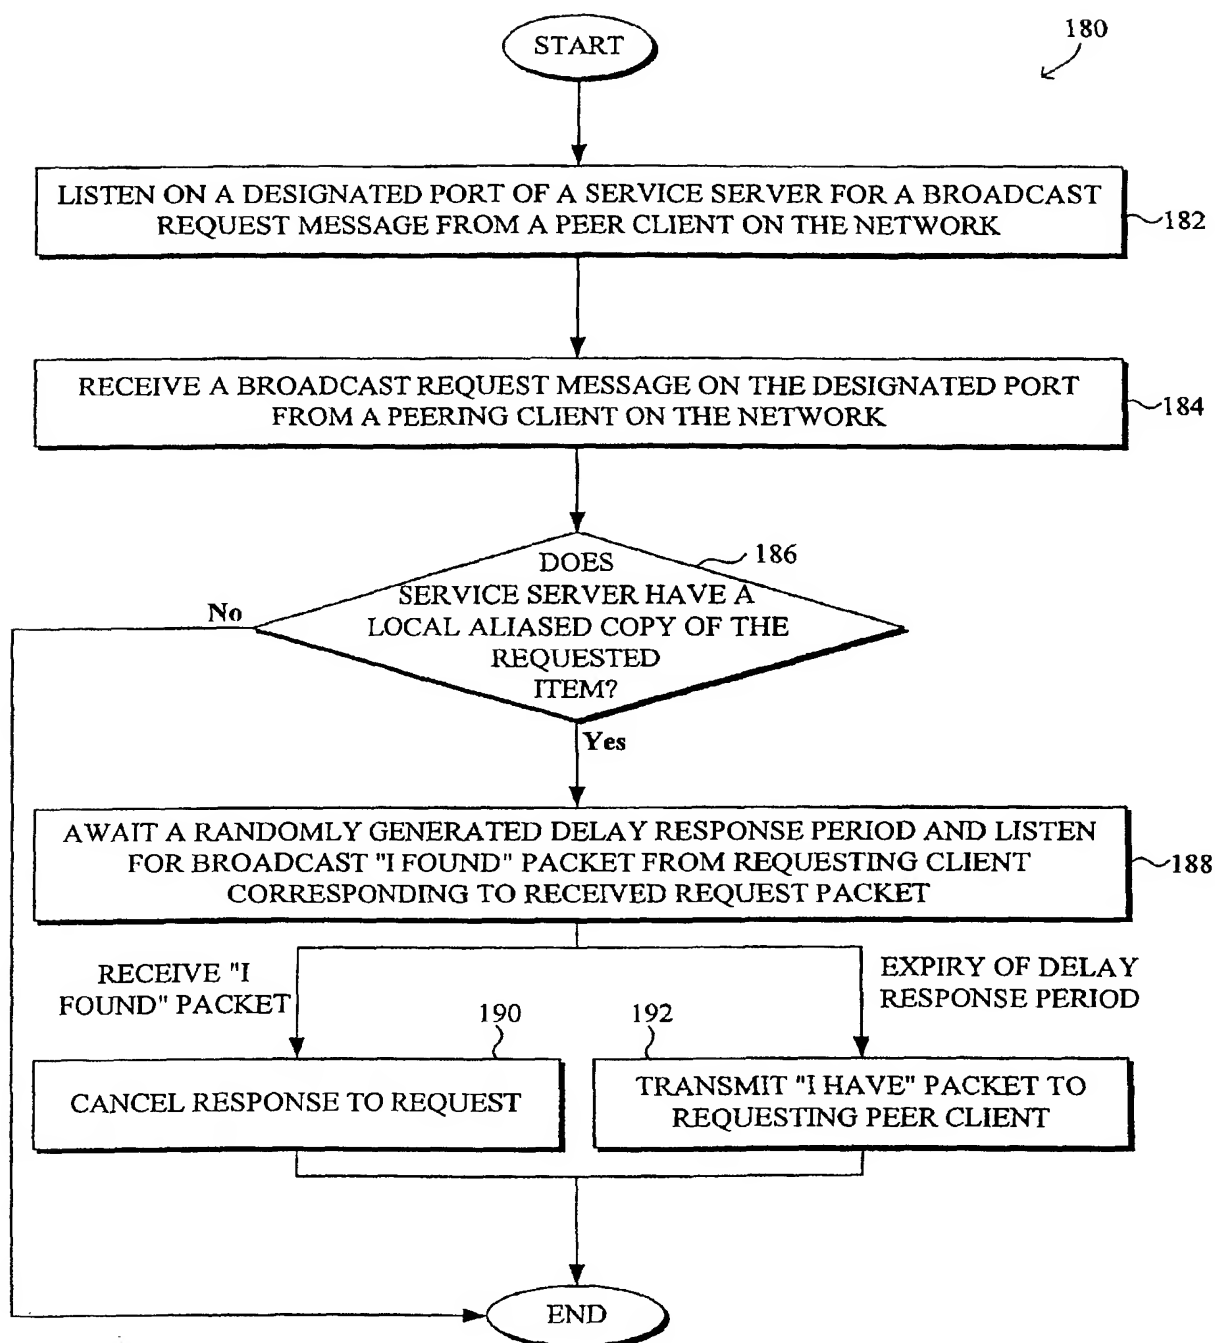 START
180
LISTEN ON A DESIGNATED PORT OF A SERVICE SERVER FOR A BROADCAST
REQUEST MESSAGE FROM A PEER CLIENT ON THE NETWORK
182
RECEIVE A BROADCAST REQUEST MESSAGE ON THE DESIGNATED PORT
FROM A PEERING CLIENT ON THE NETWORK
184
186
DOES
SERVICE SERVER HAVE A
LOCAL ALIASED COPY OF THE
REQUESTED
ITEM?
No
Yes
AWAIT A RANDOMLY GENERATED DELAY RESPONSE PERIOD AND LISTEN
FOR BROADCAST "I FOUND" PACKET FROM REQUESTING CLIENT
CORRESPONDING TO RECEIVED REQUEST PACKET
188
RECEIVE "I
FOUND" PACKET
EXPIRY OF DELAY
RESPONSE PERIOD
190
192
CANCEL RESPONSE TO REQUEST
TRANSMIT "I HAVE" PACKET TO
REQUESTING PEER CLIENT
END